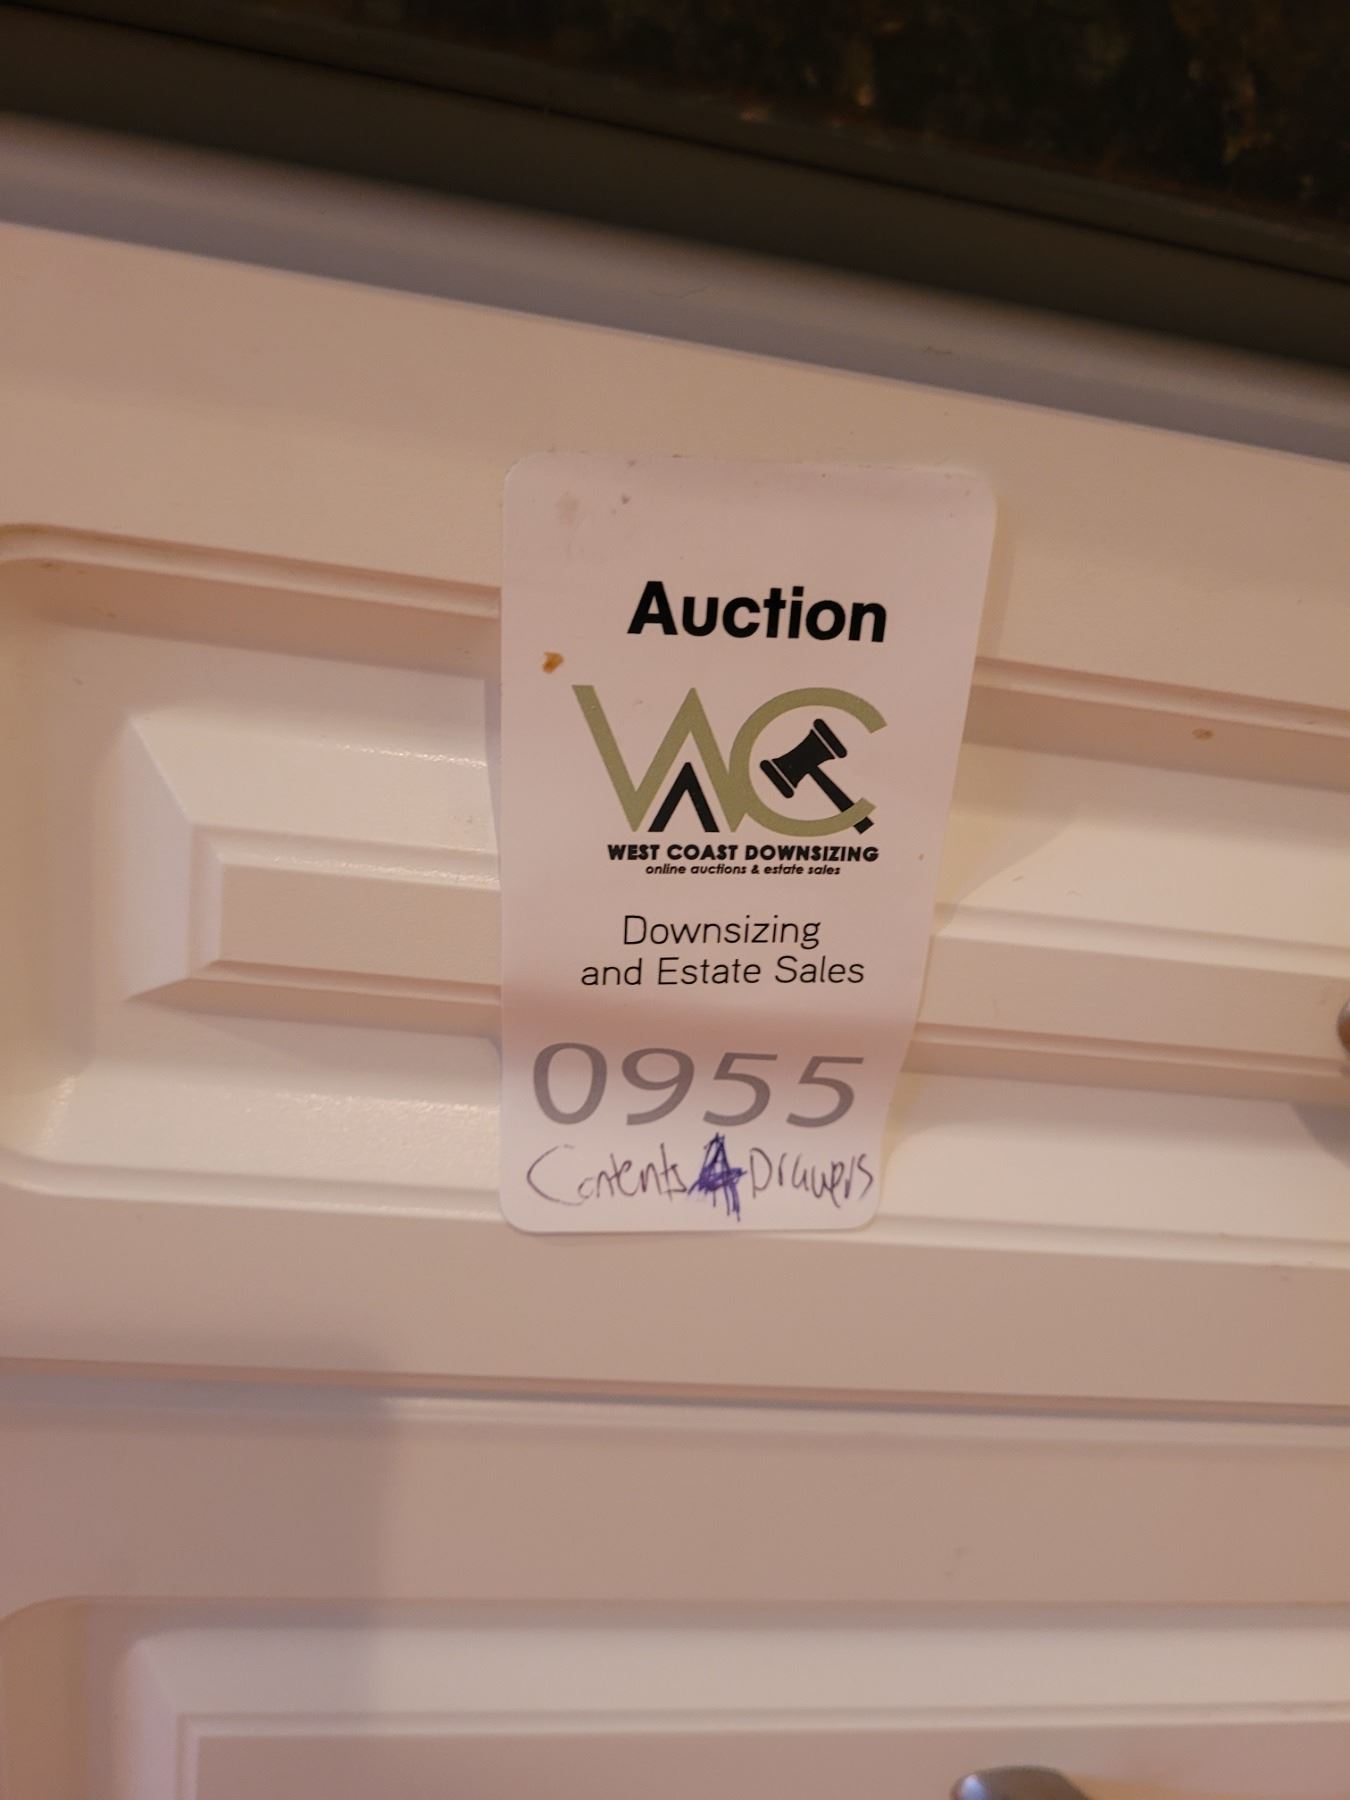 Auction
WC
WEST COAST DOWNSIZING
online auctions & estate sales
Downsizing
and Estate Sales
0955
Contents 4 Drawers